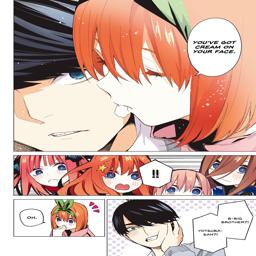 YOU'VE GOT
CREAM ON
YOUR FACE.
!!
OH.
B-BIG
BROTHER?!
YOTSUBA-
SAN?!